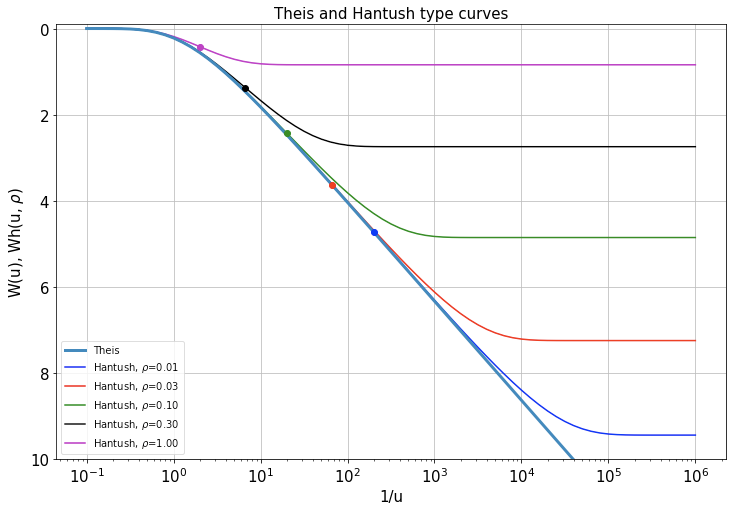 Theis and Hantush type curves
W(u), Wh(u, ρ)
0
2
4
6
8
10
Theis
Hantush, ρ=0.01
Hantush, ρ=0.03
Hantush, ρ=0.10
Hantush, ρ=0.30
Hantush, ρ=1.00
10⁻¹ 10⁰ 10¹ 10² 10³ 10⁴ 10⁵ 10⁶
1/u